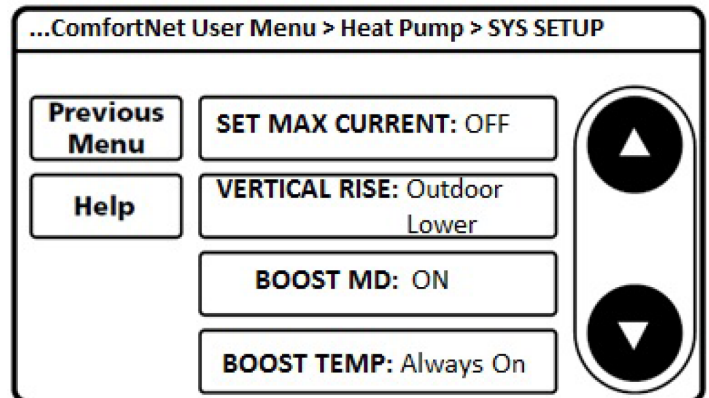 ...ComfortNet User Menu > Heat Pump > SYS SETUP
Previous
Menu
SET MAX CURRENT: OFF
Help
VERTICAL RISE: Outdoor
Lower
BOOST MD: ON
BOOST TEMP: Always On